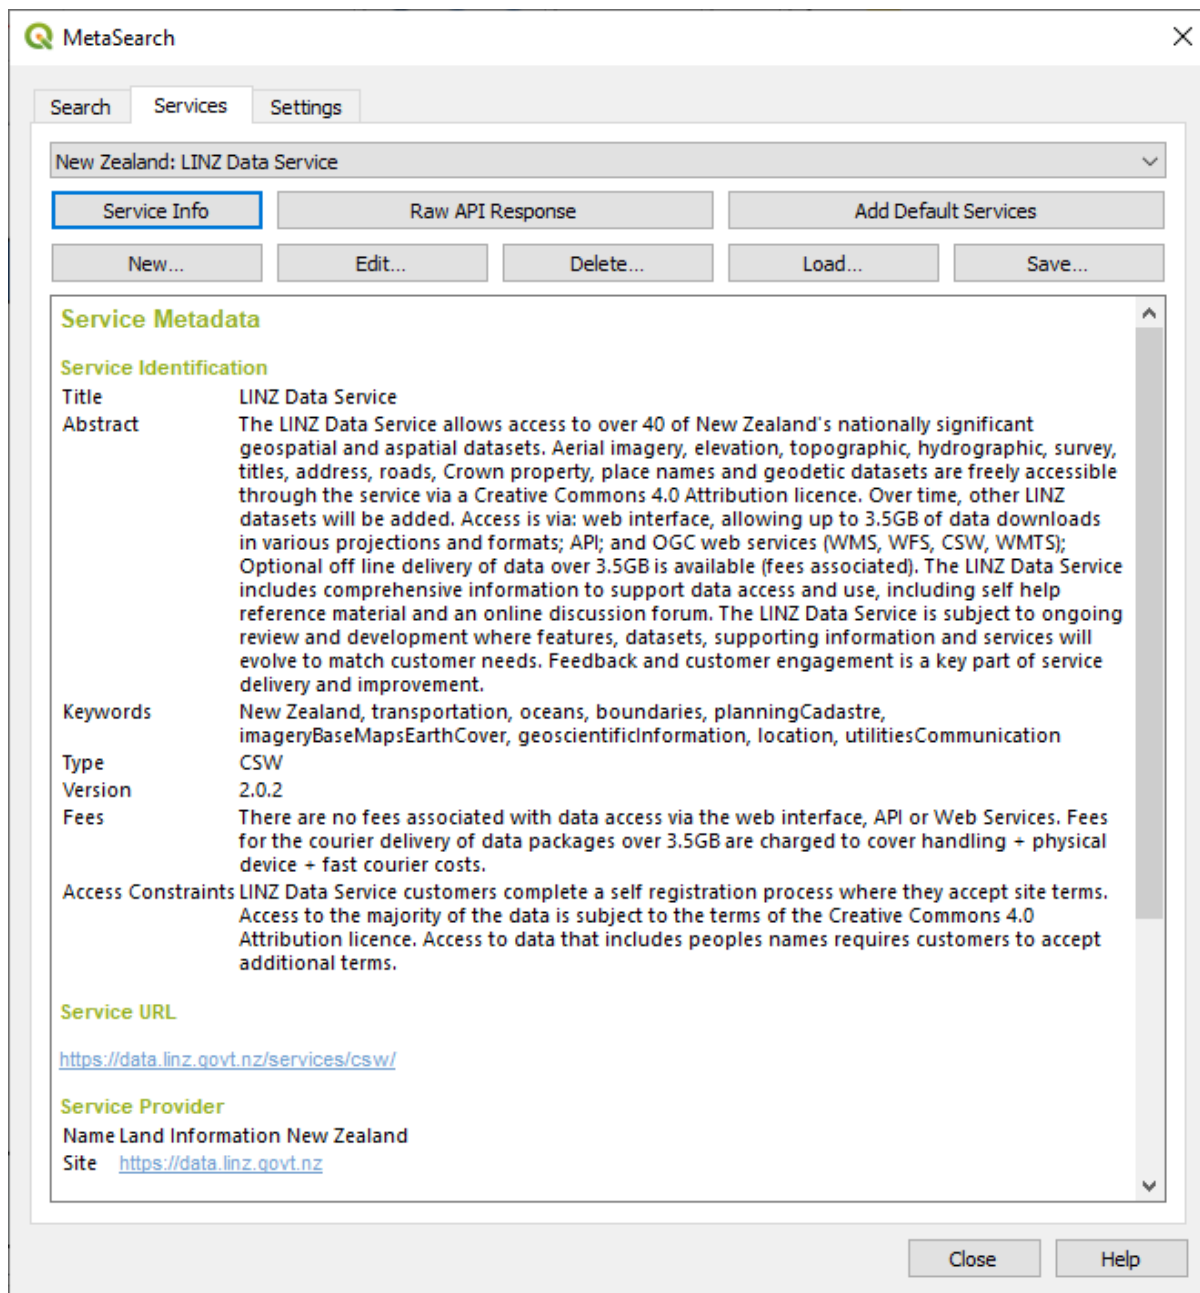 MetaSearch
Search Services Settings
New Zealand: LINZ Data Service
Service Info Raw API Response Add Default Services
New... Edit... Delete... Load... Save...
Service Metadata
Service Identification
Title LINZ Data Service
Abstract The LINZ Data Service allows access to over 40 of New Zealand's nationally significant
geospatial and aspatial datasets. Aerial imagery, elevation, topographic, hydrographic, survey,
titles, address, roads, Crown property, place names and geodetic datasets are freely accessible
through the service via a Creative Commons 4.0 Attribution licence. Over time, other LINZ
datasets will be added. Access is via: web interface, allowing up to 3.5GB of data downloads
in various projections and formats; API; and OGC web services (WMS, WFS, CSW, WMTS);
Optional off line delivery of data over 3.5GB is available (fees associated). The LINZ Data Service
includes comprehensive information to support data access and use, including self help
reference material and an online discussion forum. The LINZ Data Service is subject to ongoing
review and development where features, datasets, supporting information and services will
evolve to match customer needs. Feedback and customer engagement is a key part of service
delivery and improvement.
Keywords New Zealand, transportation, oceans, boundaries, planningCadastre,
imageryBaseMapsEarthCover, geoscientificInformation, location, utilitiesCommunication
Type CSW
Version 2.0.2
Fees There are no fees associated with data access via the web interface, API or Web Services. Fees
for the courier delivery of data packages over 3.5GB are charged to cover handling + physical
device + fast courier costs.
Access Constraints LINZ Data Service customers complete a self registration process where they accept site terms.
Access to the majority of the data is subject to the terms of the Creative Commons 4.0
Attribution licence. Access to data that includes peoples names requires customers to accept
additional terms.
Service URL
https://data.linz.govt.nz/services/csw/
Service Provider
Name Land Information New Zealand
Site https://data.linz.govt.nz
Close Help